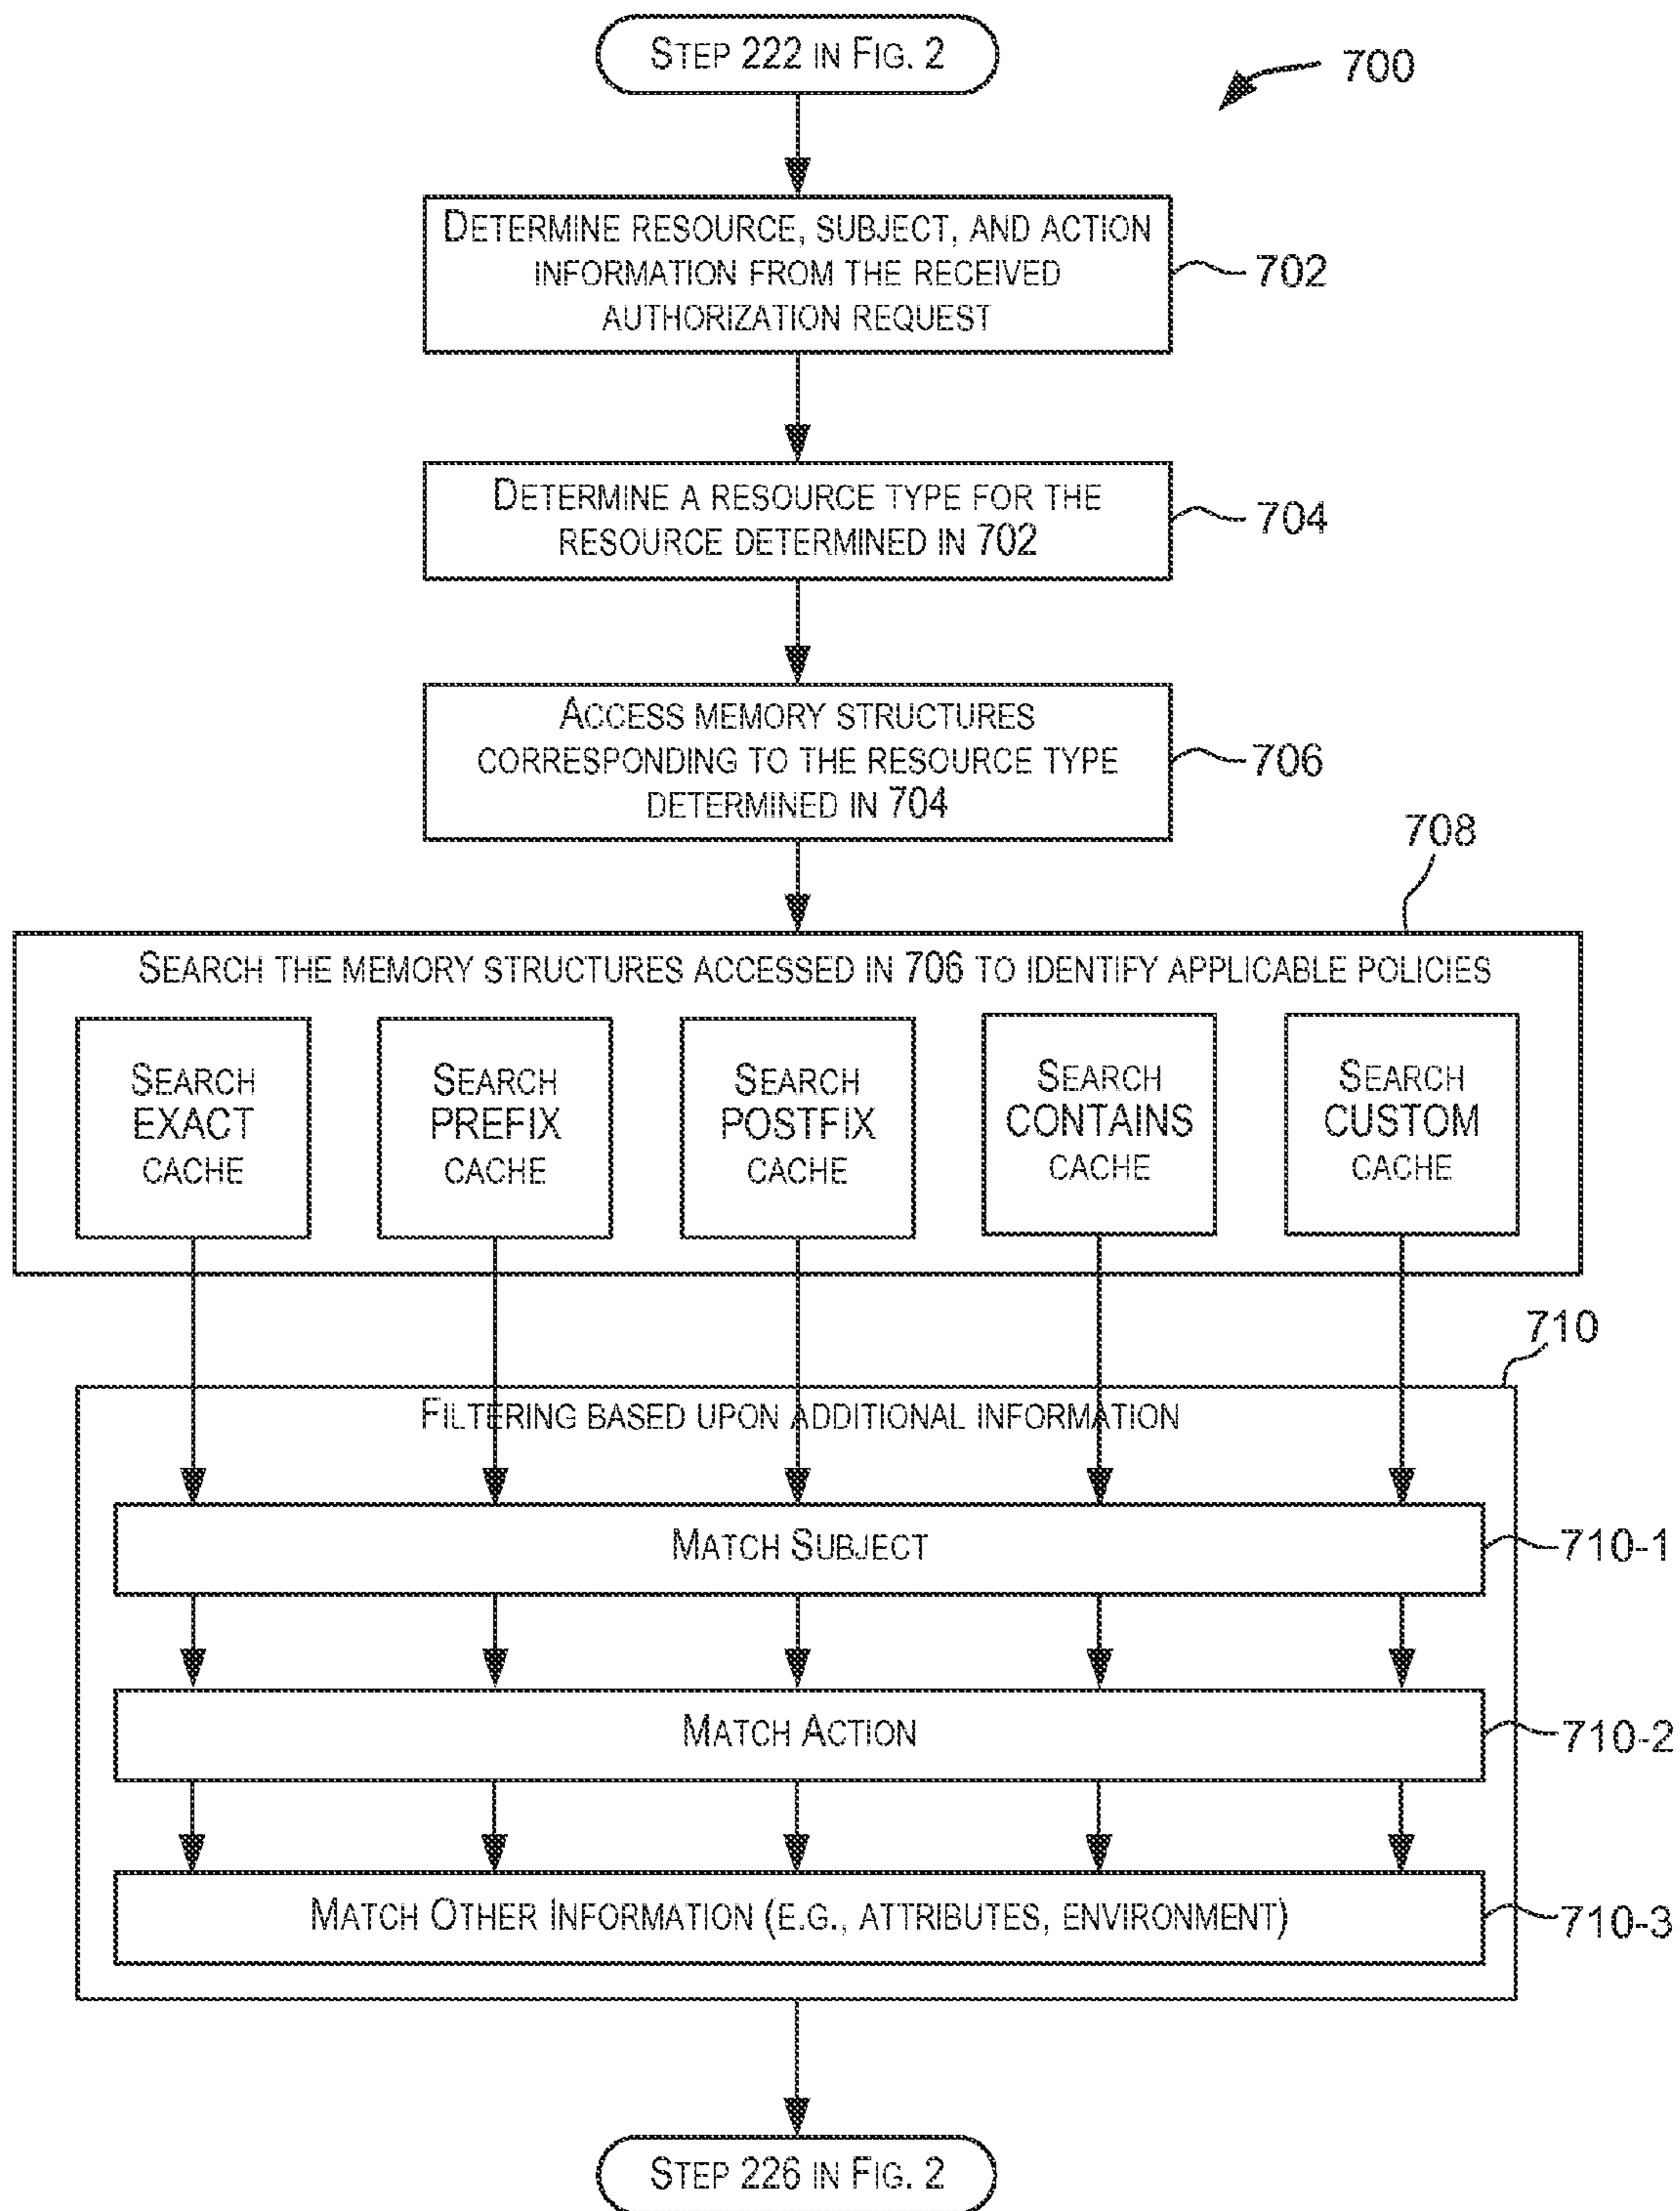 STEP 222 IN FIG. 2
700
DETERMINE RESOURCE, SUBJECT, AND ACTION
INFORMATION FROM THE RECEIVED
AUTHORIZATION REQUEST
702
DETERMINE A RESOURCE TYPE FOR THE
RESOURCE DETERMINED IN 702
704
ACCESS MEMORY STRUCTURES
CORRESPONDING TO THE RESOURCE TYPE
DETERMINED IN 704
706
708
SEARCH THE MEMORY STRUCTURES ACCESSED IN 706 TO IDENTIFY APPLICABLE POLICIES
SEARCH
EXACT
CACHE
SEARCH
PREFIX
CACHE
SEARCH
POSTFIX
CACHE
SEARCH
CONTAINS
CACHE
SEARCH
CUSTOM
CACHE
710
FILTERING BASED UPON ADDITIONAL INFORMATION
MATCH SUBJECT
710-1
MATCH ACTION
710-2
MATCH OTHER INFORMATION (E.G., ATTRIBUTES, ENVIRONMENT)
710-3
STEP 226 IN FIG. 2